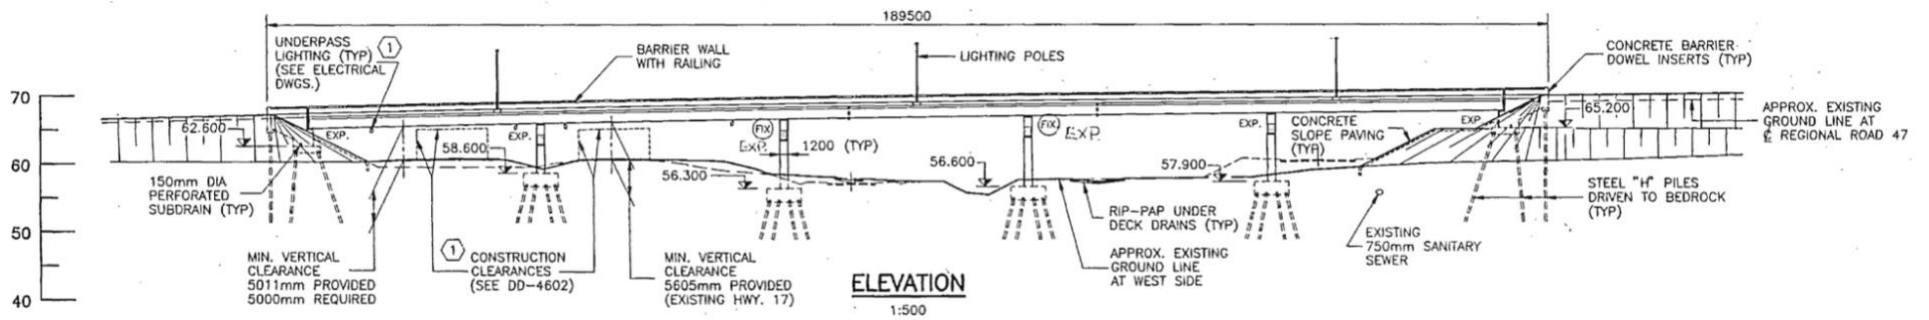 189500
UNDERPASS
LIGHTING (TYP)
(SEE ELECTRICAL
DWGS.)
1
BARRIER WALL
WITH RAILING
LIGHTING POLES
CONCRETE BARRIER
DOWEL INSERTS (TYP)
70
60
50
40
62.600
EXP.
EXP.
58.600
FIX
EXP.
1200 (TYP)
56.300
FIX
EXP.
56.600
EXP.
57.900
CONCRETE
SLOPE PAVING
(TYP)
EXP.
65.200
APPROX. EXISTING
GROUND LINE AT
℄ REGIONAL ROAD 47
150mm DIA
PERFORATED
SUBDRAIN (TYP)
MIN. VERTICAL
CLEARANCE
5011mm PROVIDED
5000mm REQUIRED
1
CONSTRUCTION
CLEARANCES
(SEE DD-4602)
MIN. VERTICAL
CLEARANCE
5605mm PROVIDED
(EXISTING HWY. 17)
RIP-PAP UNDER
DECK DRAINS (TYP)
APPROX. EXISTING
GROUND LINE
AT WEST SIDE
EXISTING
750mm SANITARY
SEWER
STEEL "H" PILES
DRIVEN TO BEDROCK
(TYP)
ELEVATION
1:500